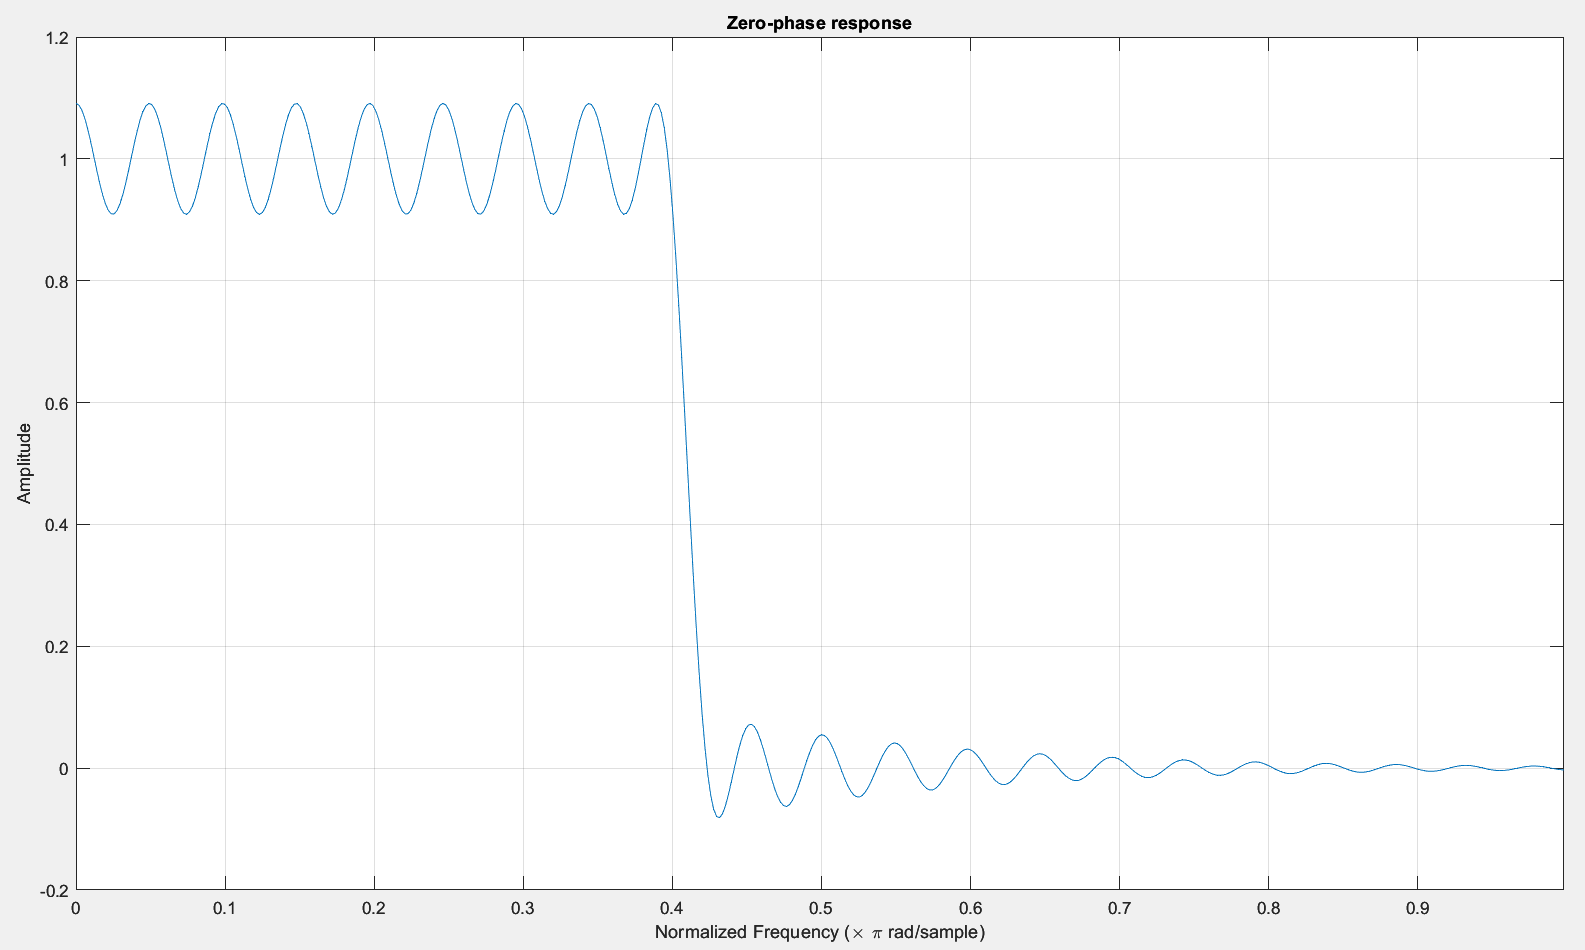 Zero-phase response
1.2
1
0.8
0.6
0.4
0.2
0
-0.2
Amplitude
0 0.1 0.2 0.3 0.4 0.5 0.6 0.7 0.8 0.9
Normalized Frequency (× π rad/sample)